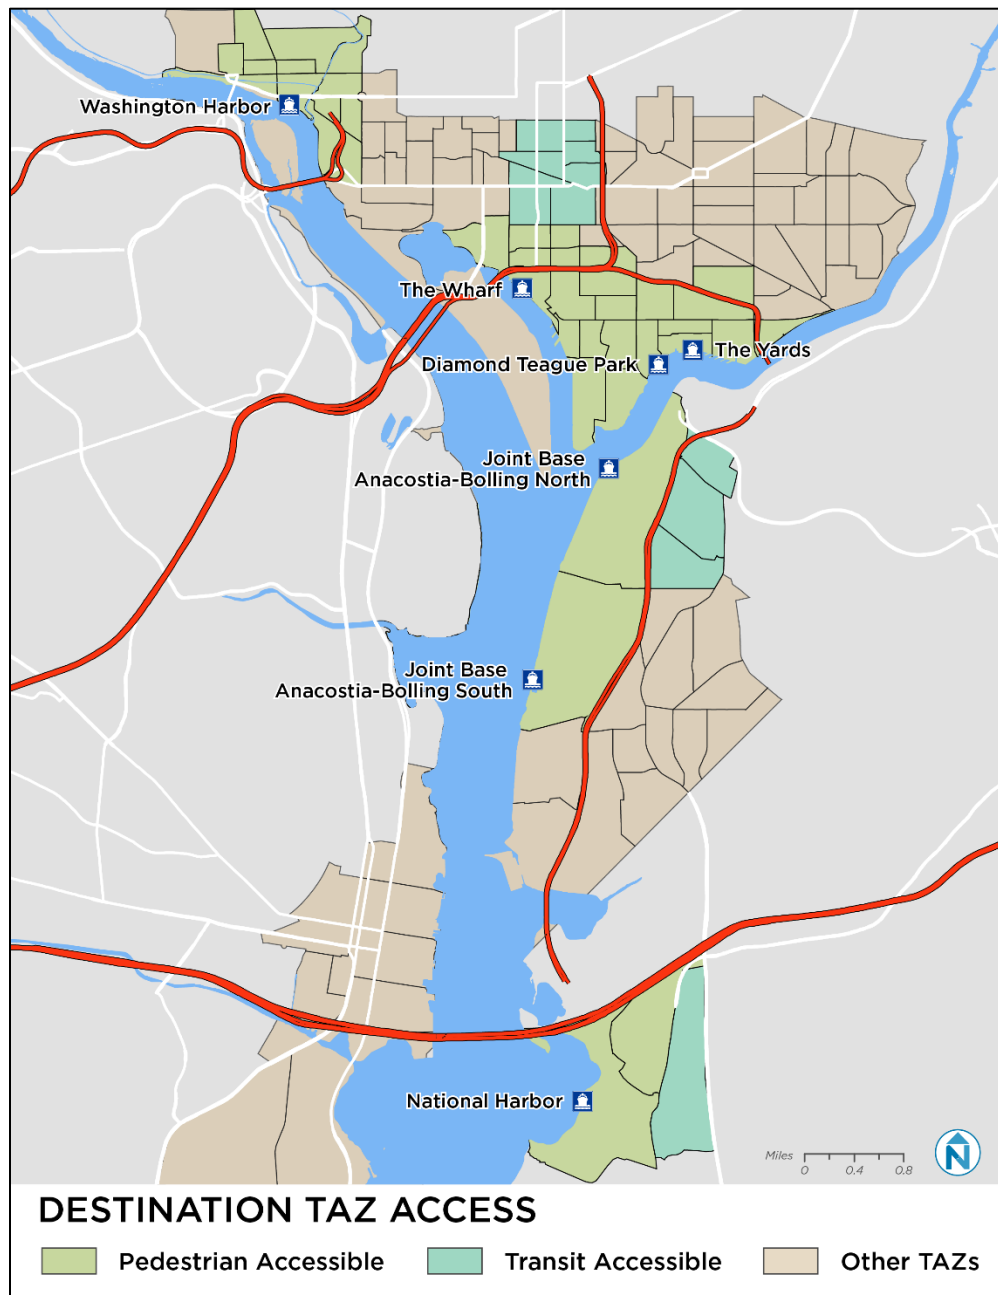 Washington Harbor
The Wharf
The Yards
Diamond Teague Park
Joint Base
Anacostia-Bolling North
Joint Base
Anacostia-Bolling South
National Harbor
Miles
0 0.4 0.8
N
DESTINATION TAZ ACCESS
Pedestrian Accessible Transit Accessible Other TAZs